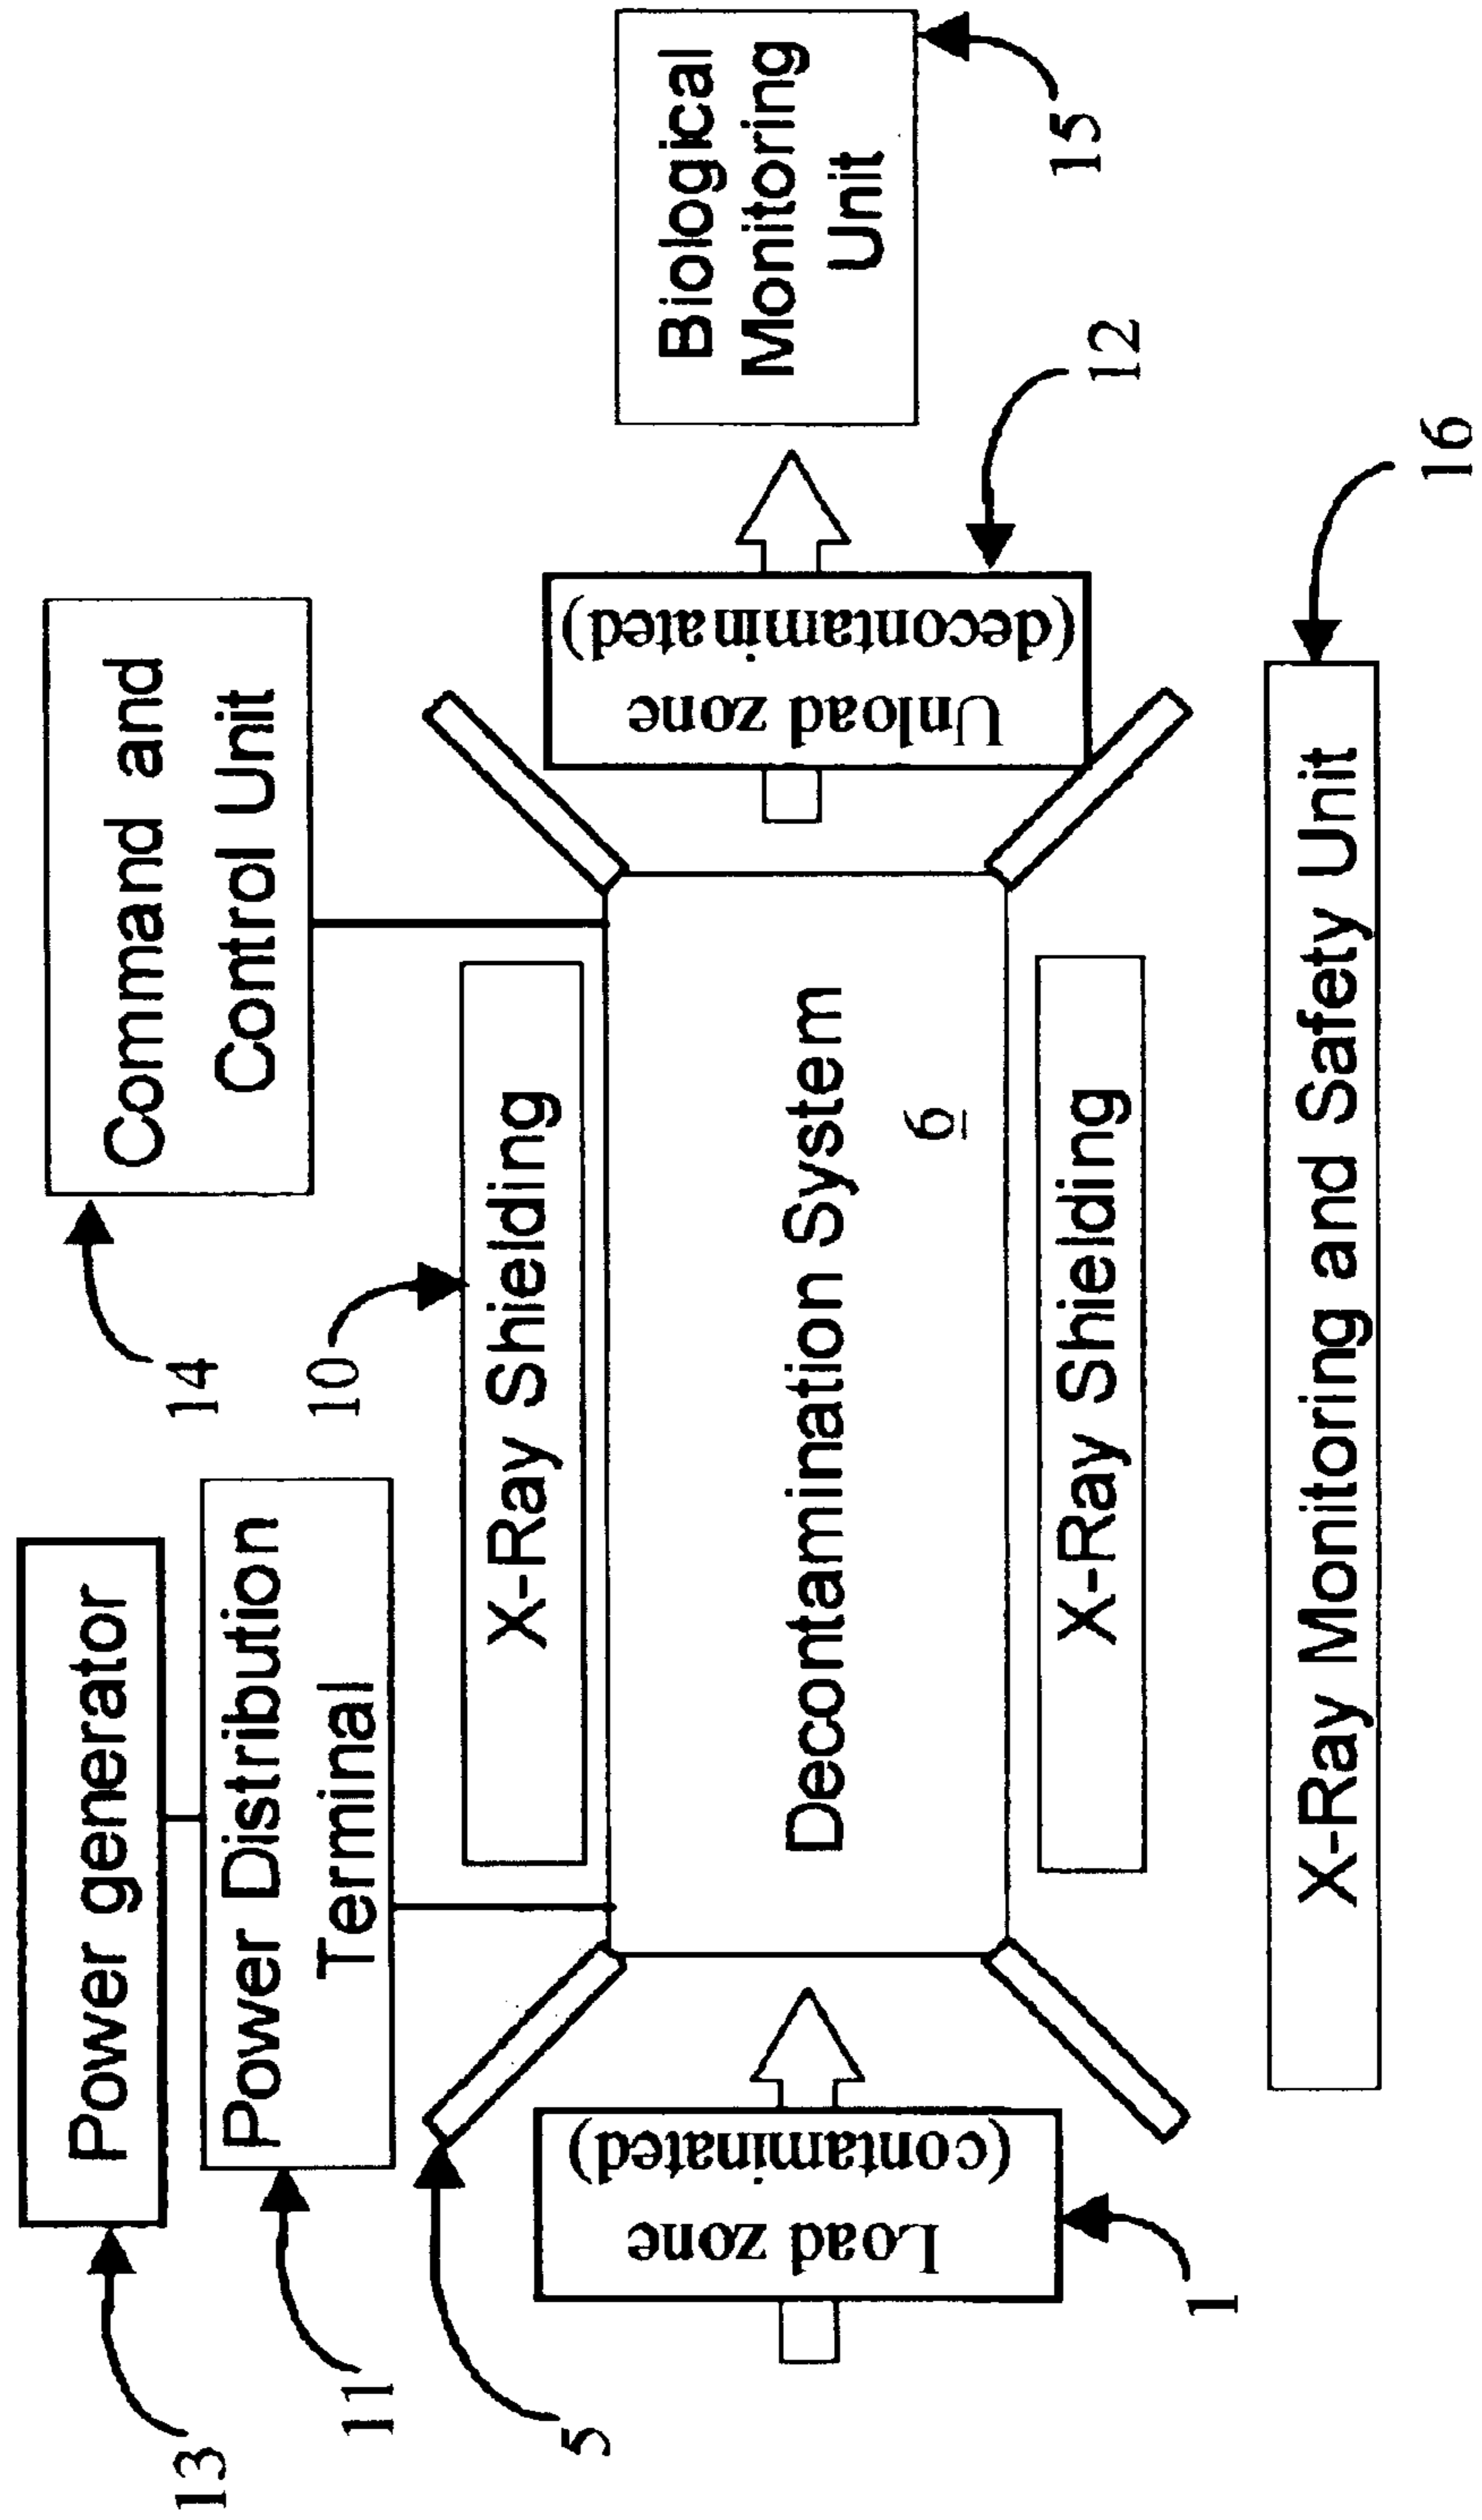 13
Power generator
11
Power Distribution
Terminal
14
Command and
Control Unit
10
X-Ray Shielding
5
Load zone
(contaminated)
1
Decontamination System
6
X-Ray Shielding
Unload zone
(decontaminated)
12
Biological
Monitoring
Unit
15
X-Ray Monitoring and Safety Unit
16